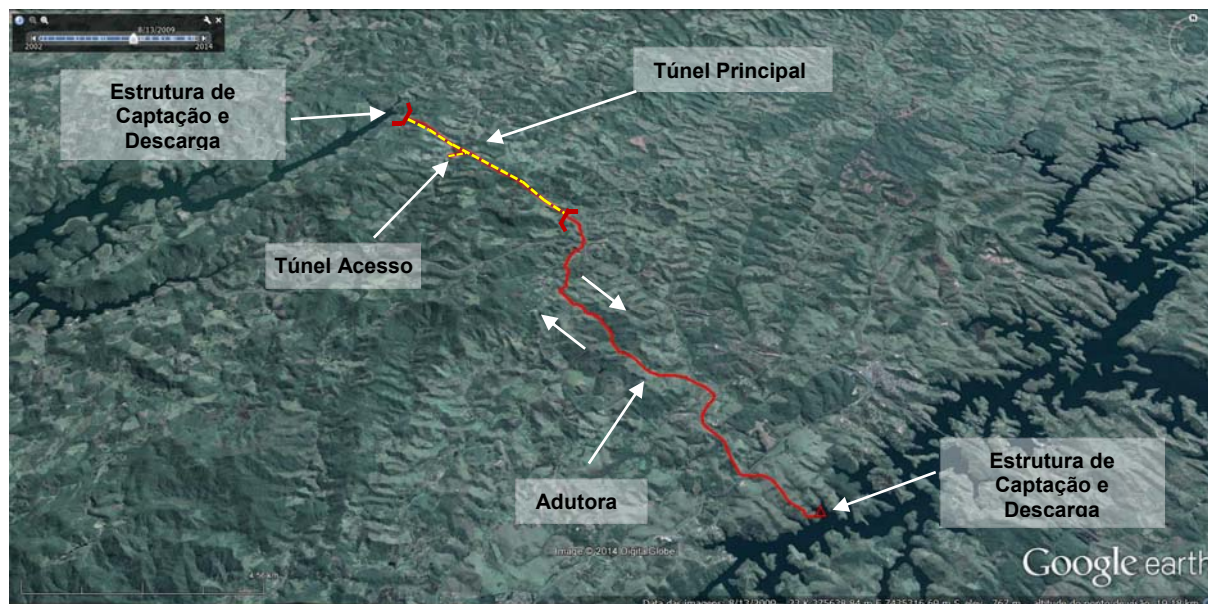 8/13/2009
2002
2014
Túnel Principal
Estrutura de
Captação e
Descarga
Túnel Acesso
Adutora
Estrutura de
Captação e
Descarga
Image © 2014 DigitalGlobe
Google earth